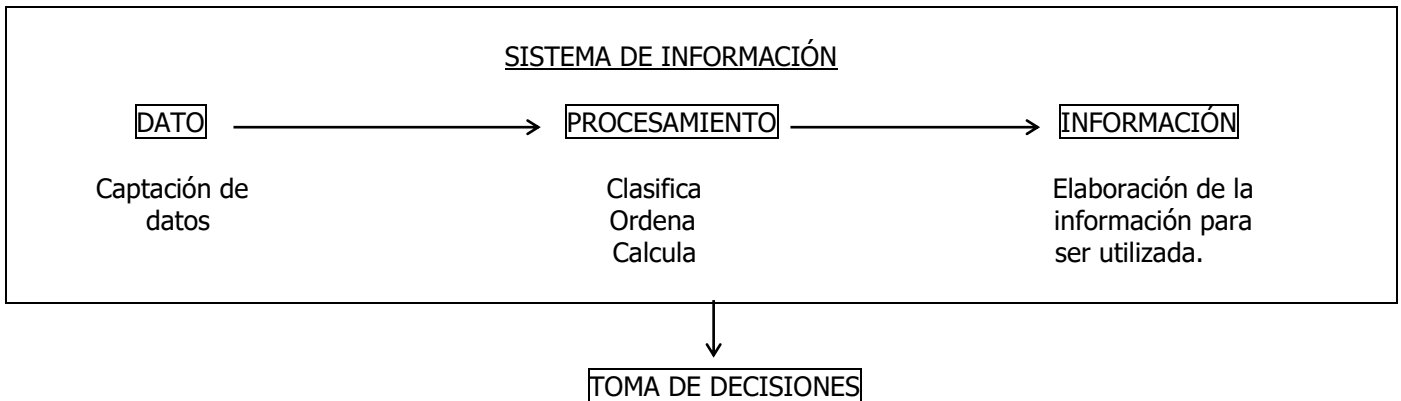 SISTEMA DE INFORMACIÓN
DATO
PROCESAMIENTO
INFORMACIÓN
Captación de
datos
Clasifica
Ordena
Calcula
Elaboración de la
información para
ser utilizada.
TOMA DE DECISIONES